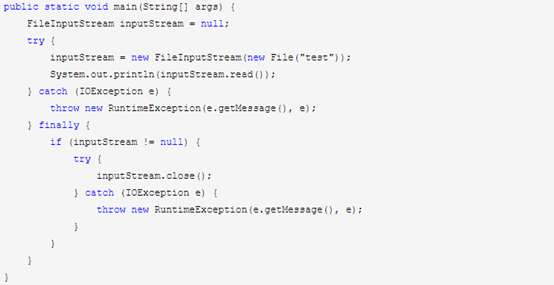 public static void main(String[] args) {
    FileInputStream inputStream = null;
    try {
        inputStream = new FileInputStream(new File("test"));
        System.out.println(inputStream.read());
    } catch (IOException e) {
        throw new RuntimeException(e.getMessage(), e);
    } finally {
        if (inputStream != null) {
            try {
                inputStream.close();
            } catch (IOException e) {
                throw new RuntimeException(e.getMessage(), e);
            }
        }
    }
}